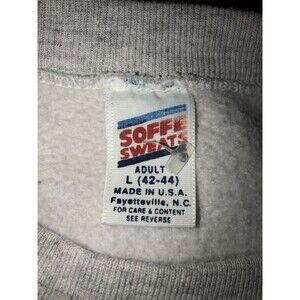 SOFFE
SWEATS
ADULT
L (42-44)
MADE IN U.S.A.
Fayetteville, N.C.
FOR CARE & CONTENT
SEE REVERSE